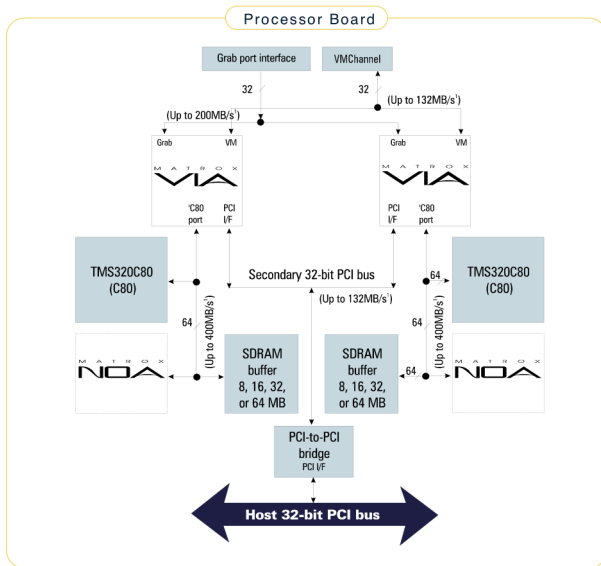 Processor Board
Grab port interface
VMChannel
32
32
(Up to 200MB/s¹)
(Up to 132MB/s¹)
Grab
VM
VM
Grab
MATROX
VIA
MATROX
VIA
'C80
port
PCI
I/F
PCI
I/F
'C80
port
TMS320C80
(C80)
Secondary 32-bit PCI bus
64
TMS320C80
(C80)
(Up to 132MB/s¹)
64
(Up to 400MB/s¹)
64
(Up to 400MB/s¹)
MATROX
NOA
SDRAM
buffer
8, 16, 32,
or 64 MB
SDRAM
buffer
8, 16, 32,
or 64 MB
64
MATROX
NOA
PCI-to-PCI
bridge
PCI I/F
Host 32-bit PCI bus